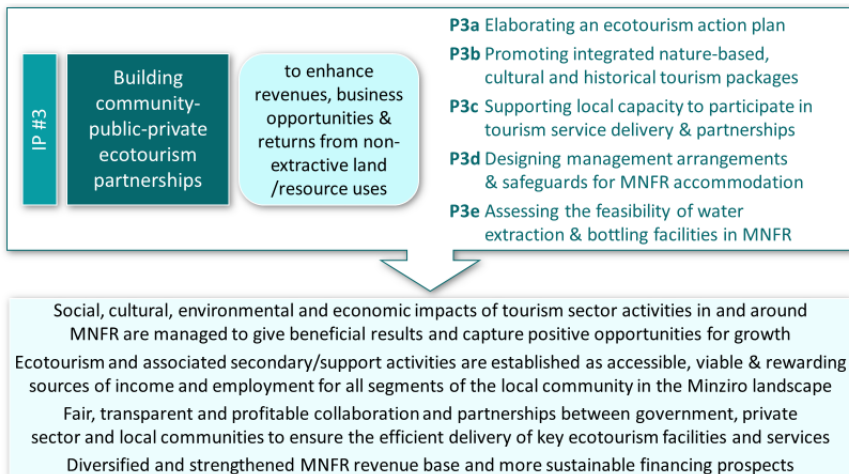 IP #3
Building
community-
public-private
ecotourism
partnerships
to enhance
revenues, business
opportunities &
returns from non-
extractive land
/resource uses
P3a Elaborating an ecotourism action plan
P3b Promoting integrated nature-based,
cultural and historical tourism packages
P3c Supporting local capacity to participate in
tourism service delivery & partnerships
P3d Designing management arrangements
& safeguards for MNFR accommodation
P3e Assessing the feasibility of water
extraction & bottling facilities in MNFR
Social, cultural, environmental and economic impacts of tourism sector activities in and around
MNFR are managed to give beneficial results and capture positive opportunities for growth
Ecotourism and associated secondary/support activities are established as accessible, viable & rewarding
sources of income and employment for all segments of the local community in the Minziro landscape
Fair, transparent and profitable collaboration and partnerships between government, private
sector and local communities to ensure the efficient delivery of key ecotourism facilities and services
Diversified and strengthened MNFR revenue base and more sustainable financing prospects